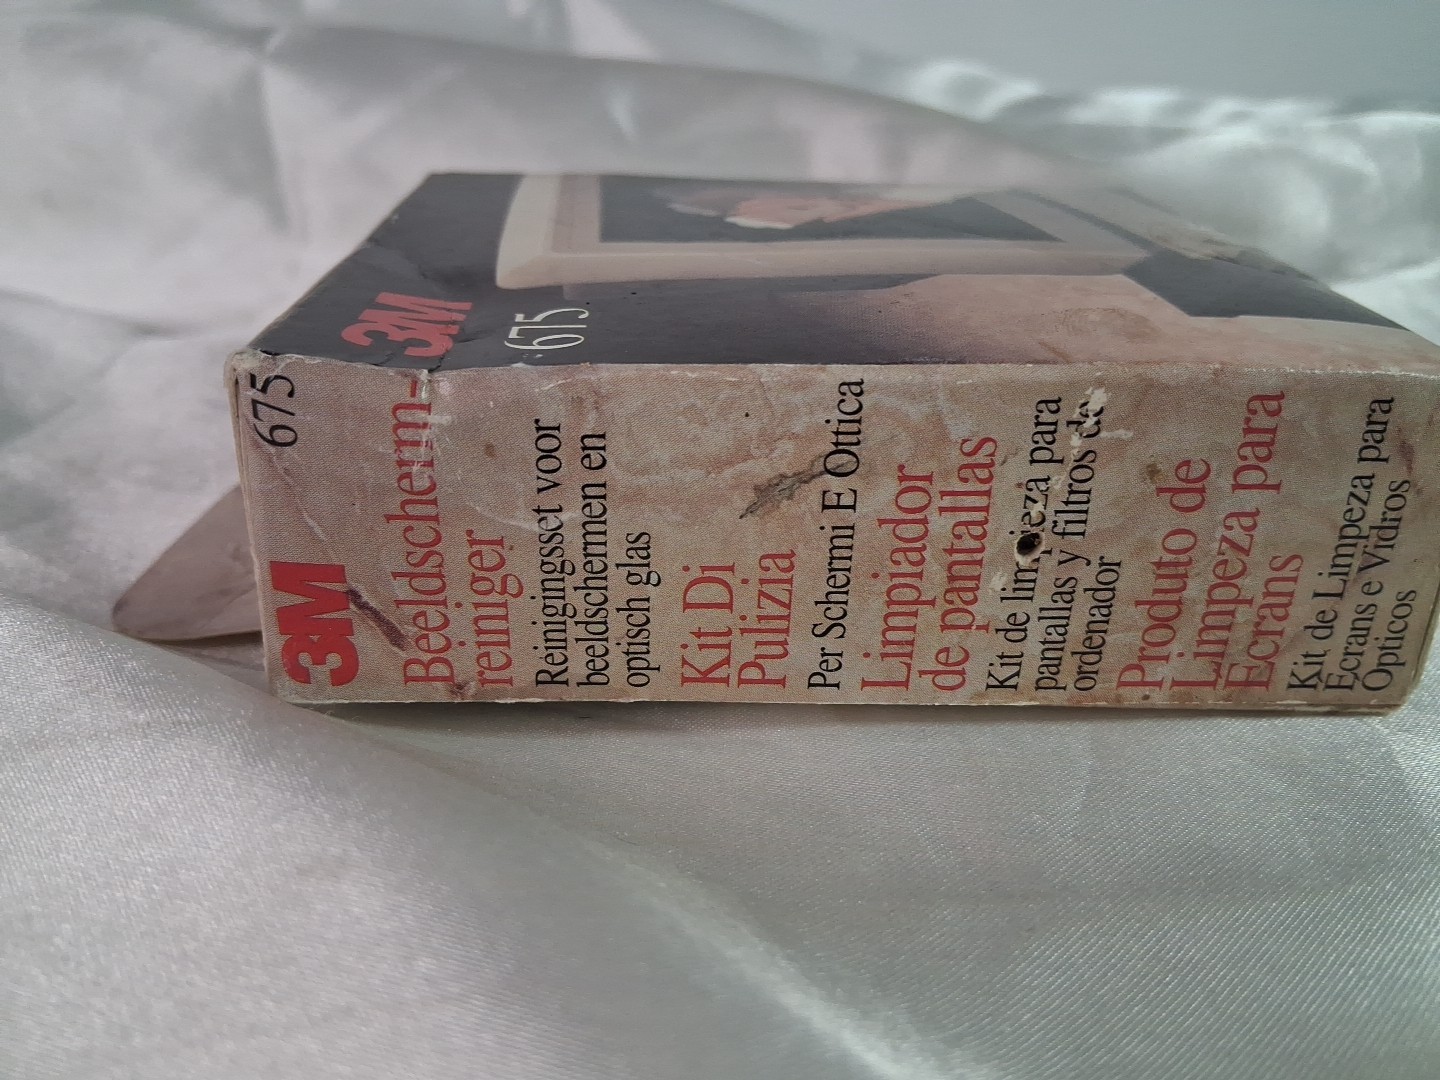 3M
675
3M
675
Beeldscherm-
reiniger
Reinigingsset voor
beeldschermen en
optisch glas
Kit Di
Pulizia
Per Schermi E Ottica
Limpiador
de pantallas
Kit de limpieza para
pantallas y filtros de
ordenador
Produto de
Limpeza para
Ecrans
Kit de Limpeza para
Ecrans e Vidros
Opticos